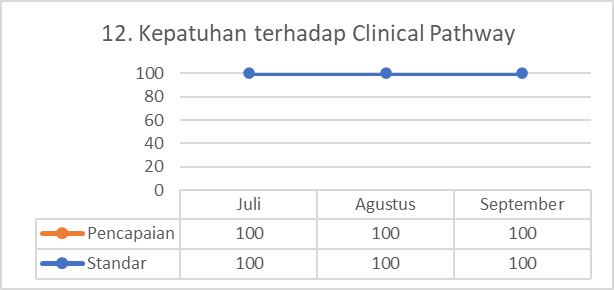 12. Kepatuhan terhadap Clinical Pathway
100
80
60
40
20
0
Juli Agustus September
Pencapaian 100 100 100
Standar 100 100 100